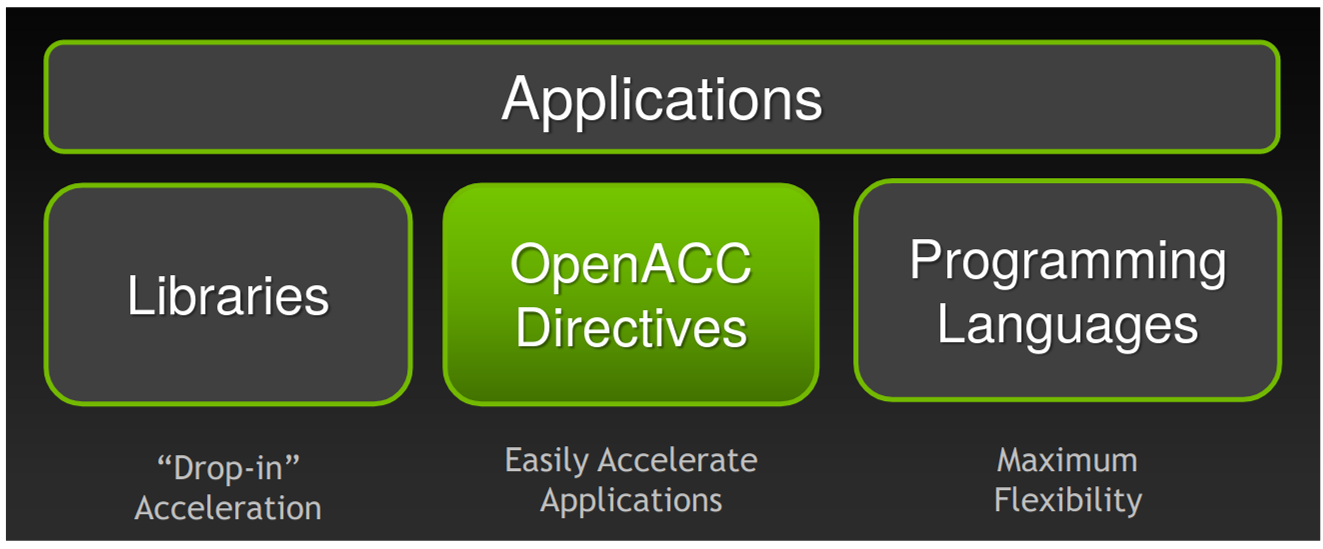 Applications
Libraries
OpenACC
Directives
Programming
Languages
“Drop-in”
Acceleration
Easily Accelerate
Applications
Maximum
Flexibility